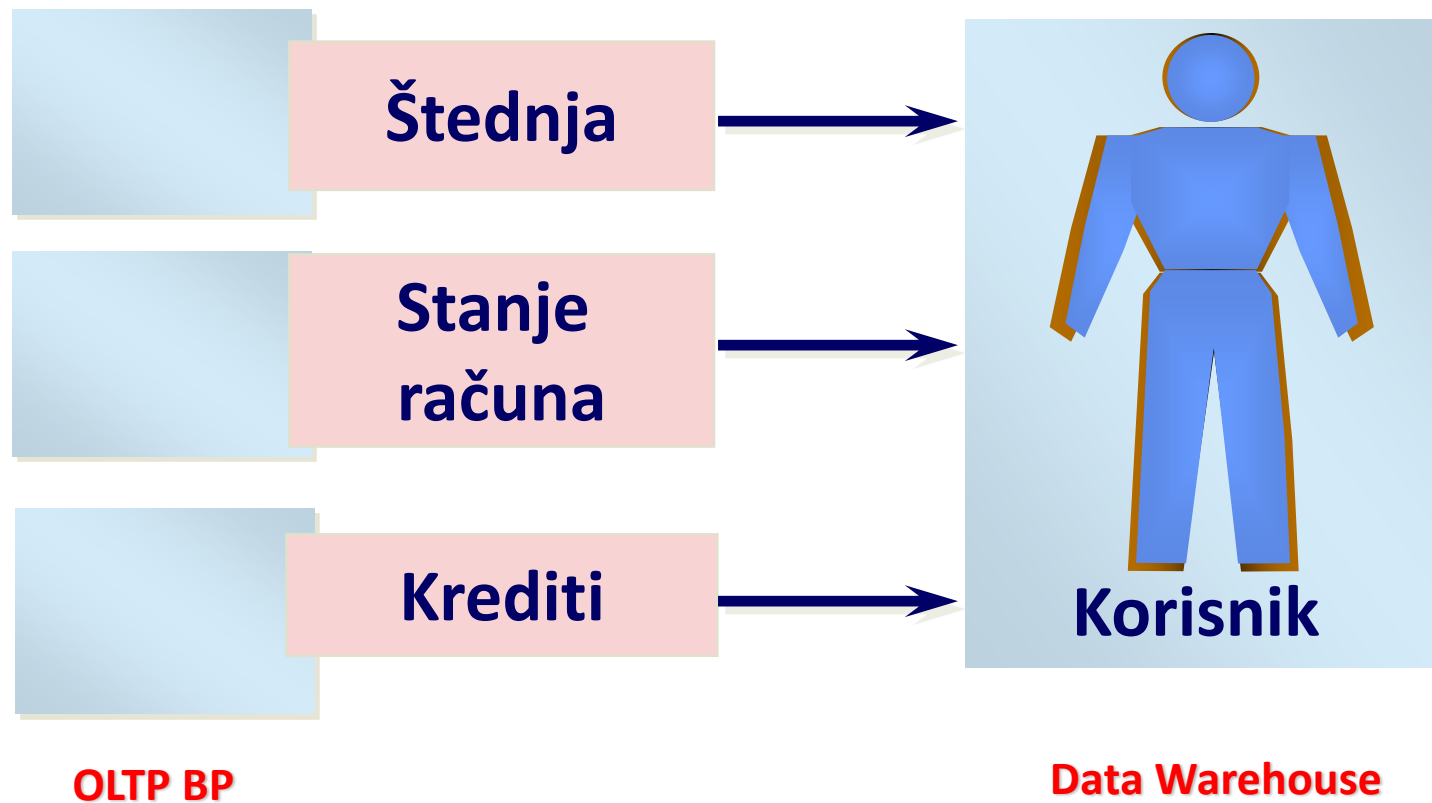 Štednja
Stanje
računa
Krediti
Korisnik
OLTP BP
Data Warehouse